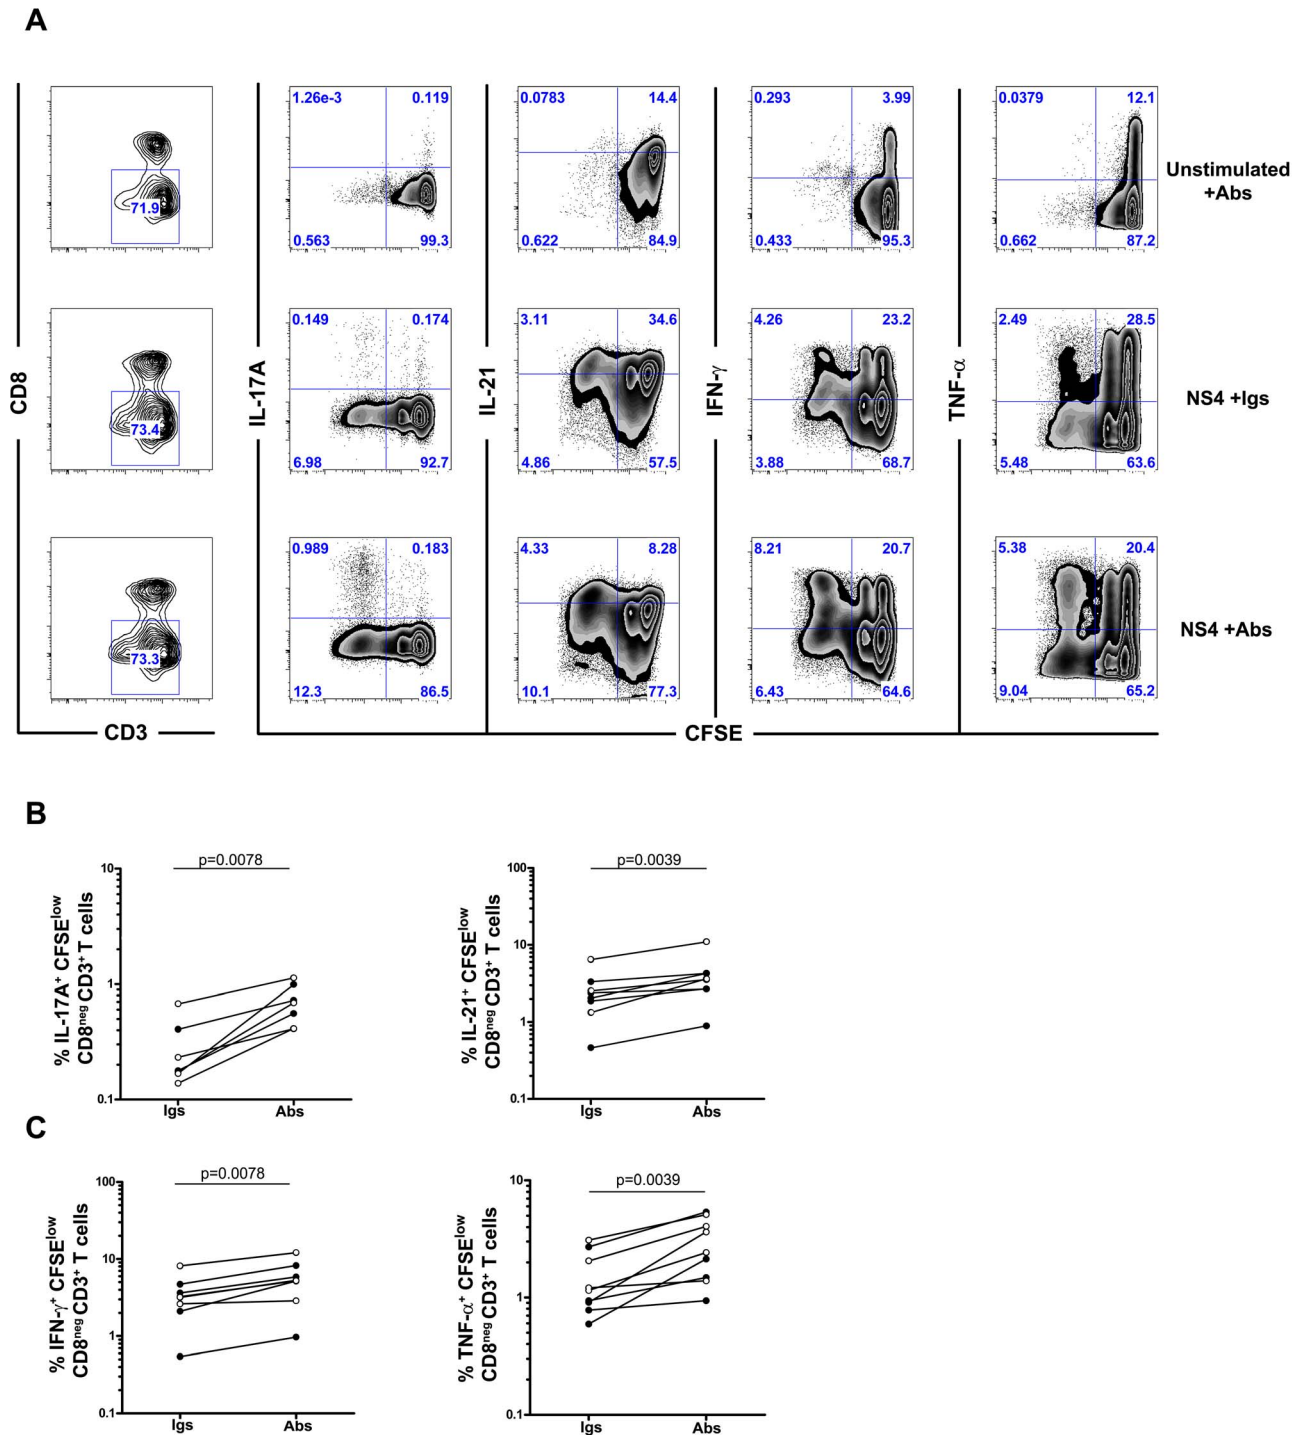 A
CD8
IL-17A
IL-21
IFN-γ
TNF-α
71.9
1.26e-3 0.119
0.563 99.3
0.0783 14.4
0.622 84.9
0.293 3.99
0.433 95.3
0.0379 12.1
0.662 87.2
Unstimulated
+Abs
73.4
0.149 0.174
6.98 92.7
3.11 34.6
4.86 57.5
4.26 23.2
3.88 68.7
2.49 28.5
5.48 63.6
NS4 +Igs
73.3
0.989 0.183
12.3 86.5
4.33 8.28
10.1 77.3
8.21 20.7
6.43 64.6
5.38 20.4
9.04 65.2
NS4 +Abs
CD3
CFSE
B
% IL-17A⁺ CFSEˡᵒʷ
CD8ⁿᵉᵍ CD3⁺ T cells
10
1
0.1
p=0.0078
Igs Abs
% IL-21⁺ CFSEˡᵒʷ
CD8ⁿᵉᵍ CD3⁺ T cells
100
10
1
0.1
p=0.0039
Igs Abs
C
% IFN-γ⁺ CFSEˡᵒʷ
CD8ⁿᵉᵍ CD3⁺ T cells
100
10
1
0.1
p=0.0078
Igs Abs
% TNF-α⁺ CFSEˡᵒʷ
CD8ⁿᵉᵍ CD3⁺ T cells
10
1
0.1
p=0.0039
Igs Abs